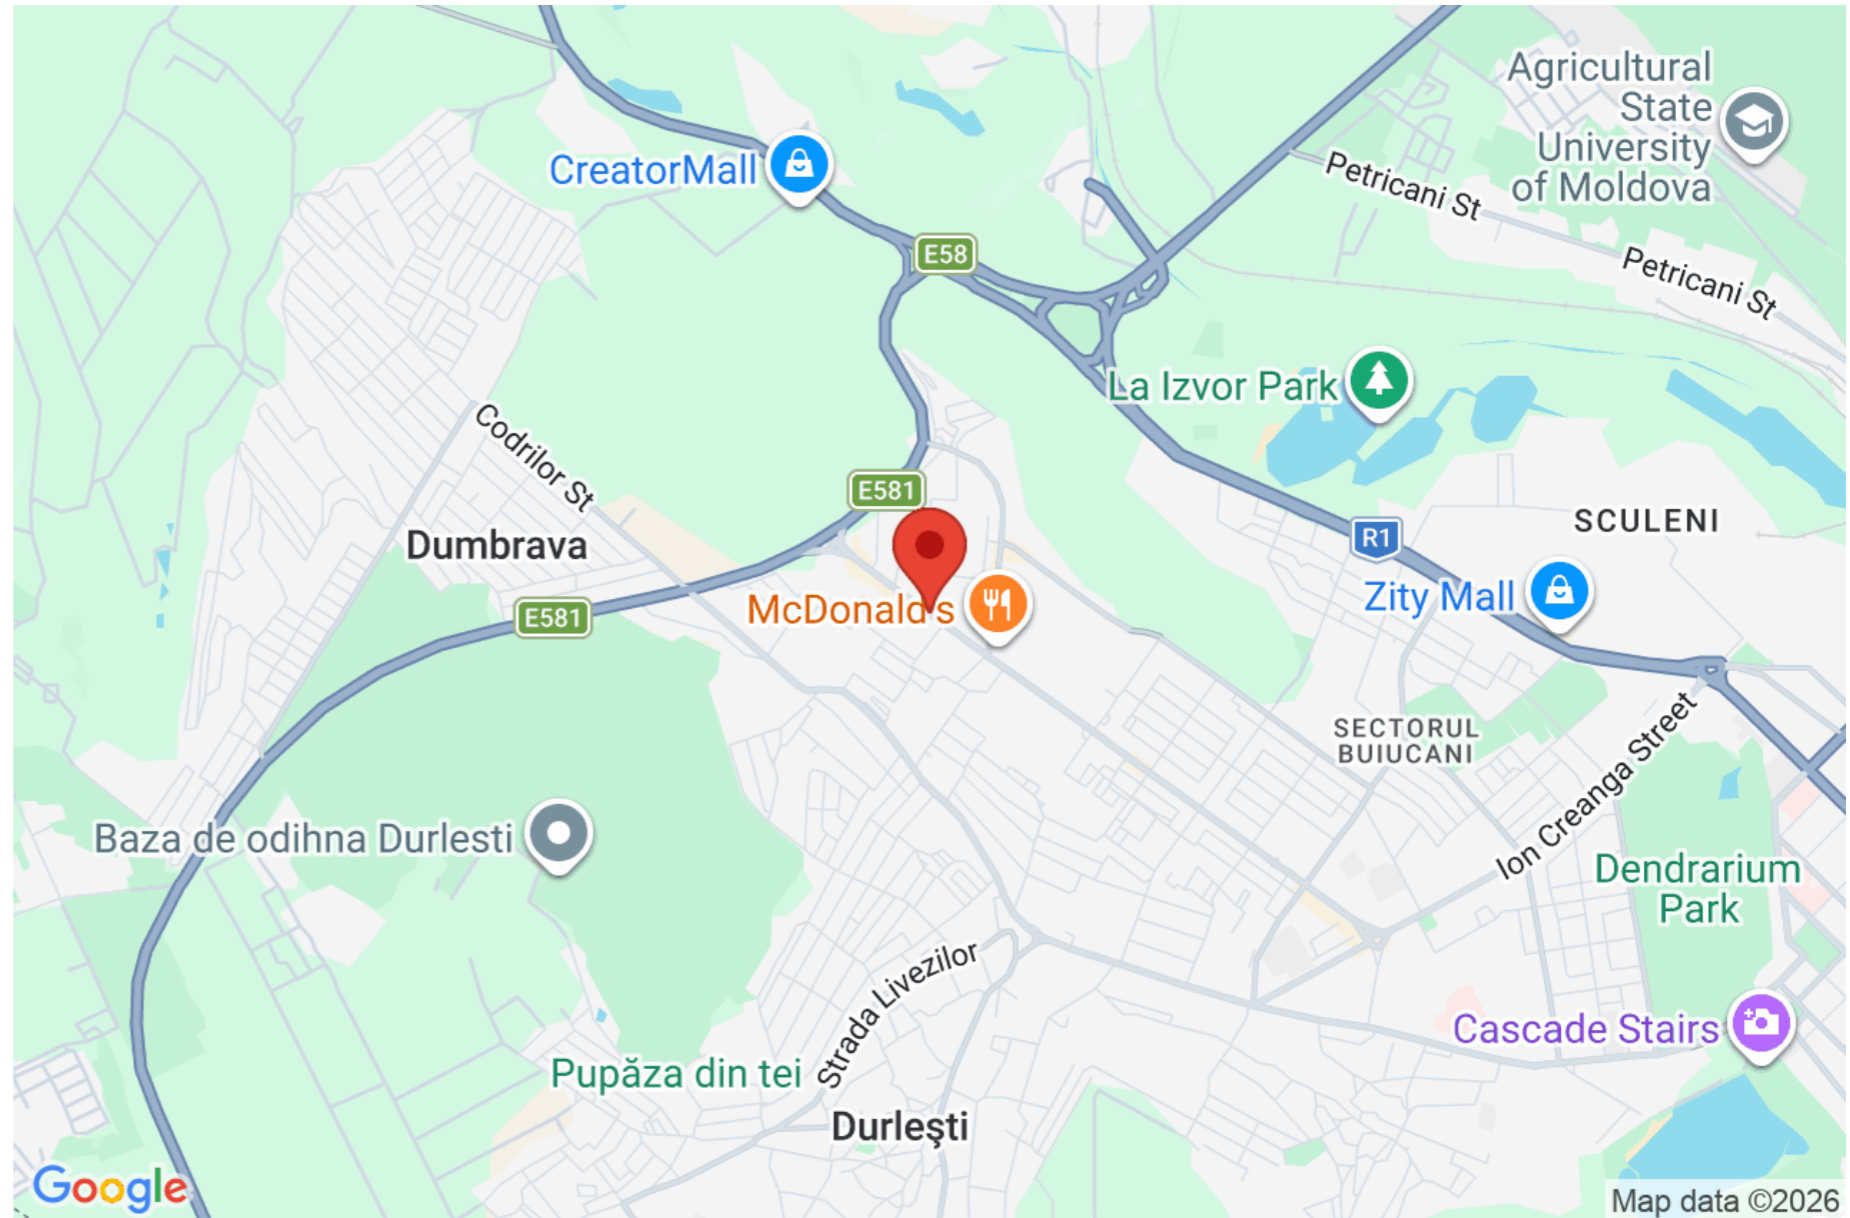 Agricultural
State
University
of Moldova
CreatorMall
Petricani St
E58
Petricani St
La Izvor Park
Codrilor St
E581
SCULENI
Dumbrava
R1
Zity Mall
McDonald's
E581
SECTORUL
BUIUCANI
Ion Creanga Street
Baza de odihna Durlesti
Dendrarium
Park
Strada Livezilor
Cascade Stairs
Pupăza din tei
Durleşti
Google
Map data ©2026